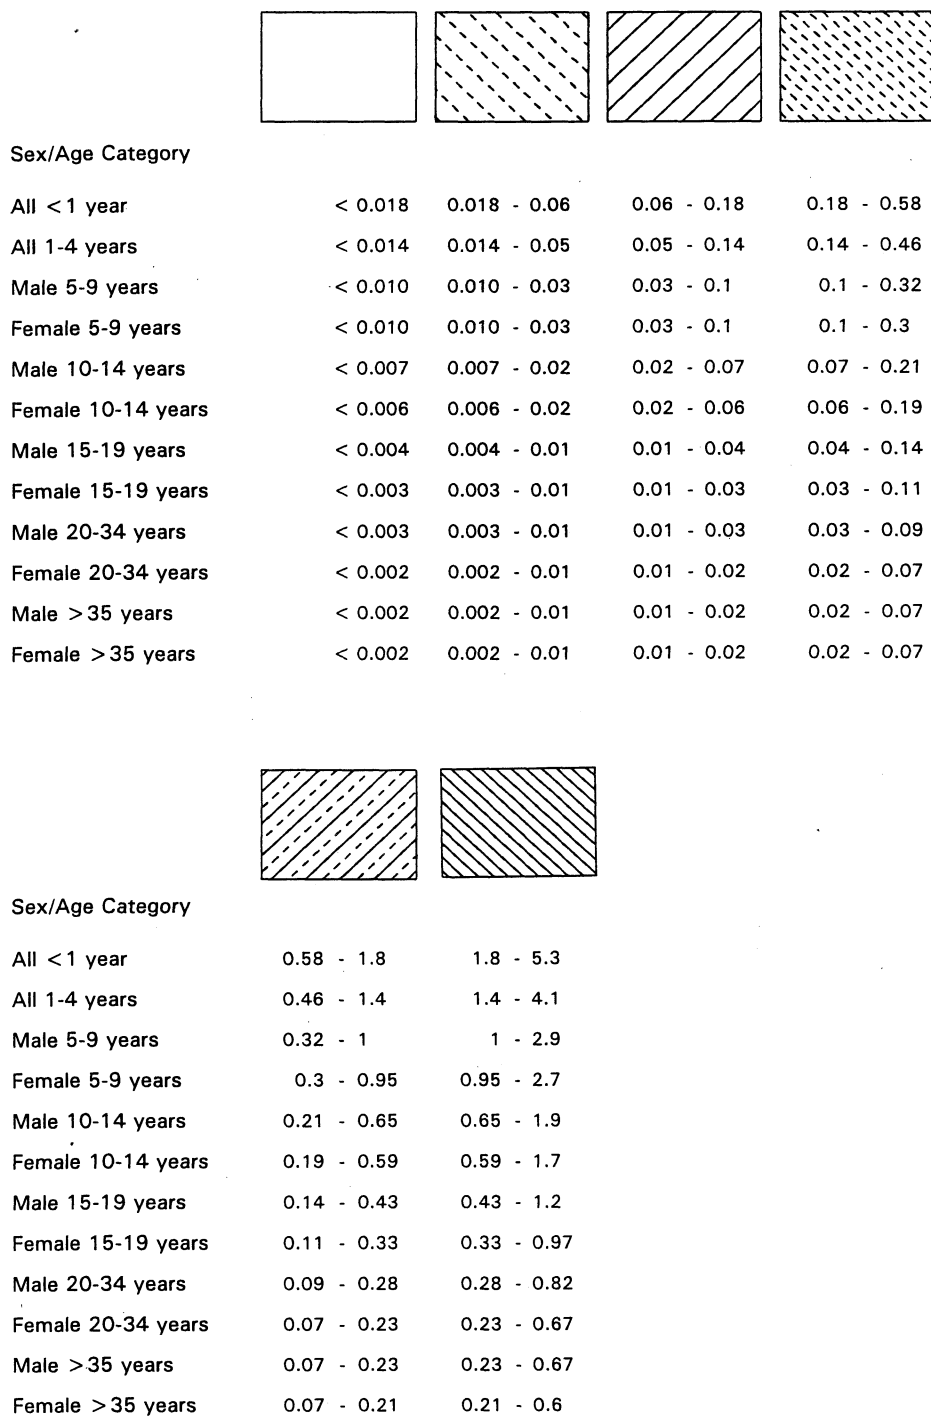 Sex/Age Category
All <1 year < 0.018 0.018 - 0.06 0.06 - 0.18 0.18 - 0.58
All 1-4 years < 0.014 0.014 - 0.05 0.05 - 0.14 0.14 - 0.46
Male 5-9 years < 0.010 0.010 - 0.03 0.03 - 0.1 0.1 - 0.32
Female 5-9 years < 0.010 0.010 - 0.03 0.03 - 0.1 0.1 - 0.3
Male 10-14 years < 0.007 0.007 - 0.02 0.02 - 0.07 0.07 - 0.21
Female 10-14 years < 0.006 0.006 - 0.02 0.02 - 0.06 0.06 - 0.19
Male 15-19 years < 0.004 0.004 - 0.01 0.01 - 0.04 0.04 - 0.14
Female 15-19 years < 0.003 0.003 - 0.01 0.01 - 0.03 0.03 - 0.11
Male 20-34 years < 0.003 0.003 - 0.01 0.01 - 0.03 0.03 - 0.09
Female 20-34 years < 0.002 0.002 - 0.01 0.01 - 0.02 0.02 - 0.07
Male >35 years < 0.002 0.002 - 0.01 0.01 - 0.02 0.02 - 0.07
Female >35 years < 0.002 0.002 - 0.01 0.01 - 0.02 0.02 - 0.07
Sex/Age Category
All <1 year 0.58 - 1.8 1.8 - 5.3
All 1-4 years 0.46 - 1.4 1.4 - 4.1
Male 5-9 years 0.32 - 1 1 - 2.9
Female 5-9 years 0.3 - 0.95 0.95 - 2.7
Male 10-14 years 0.21 - 0.65 0.65 - 1.9
Female 10-14 years 0.19 - 0.59 0.59 - 1.7
Male 15-19 years 0.14 - 0.43 0.43 - 1.2
Female 15-19 years 0.11 - 0.33 0.33 - 0.97
Male 20-34 years 0.09 - 0.28 0.28 - 0.82
Female 20-34 years 0.07 - 0.23 0.23 - 0.67
Male >35 years 0.07 - 0.23 0.23 - 0.67
Female >35 years 0.07 - 0.21 0.21 - 0.6